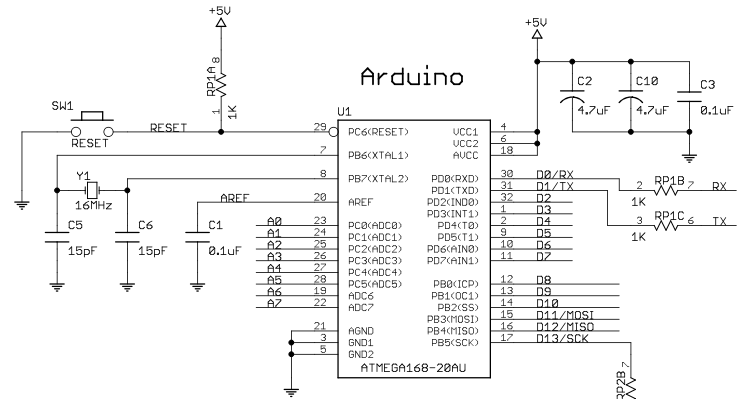 +5V
+5V
Arduino
RP1A 8
1 1K
SW1
RESET
RESET
C2
4.7uF
C10
4.7uF
C3
0.1uF
U1
29 PC6(RESET)
7 PB6(XTAL1)
8 PB7(XTAL2)
AREF 20 AREF
A0 23 PC0(ADC0)
A1 24 PC1(ADC1)
A2 25 PC2(ADC2)
A3 26 PC3(ADC3)
A4 27 PC4(ADC4)
A5 28 PC5(ADC5)
A6 19 ADC6
A7 22 ADC7
21 AGND
3 GND1
5 GND2
VCC1 4
VCC2 6
AVCC 18
PD0(RXD) 30 D0/RX
PD1(TXD) 31 D1/TX
PD2(IND0) 32 D2
PD3(INT1) 1 D3
PD4(T0) 2 D4
PD5(T1) 9 D5
PD6(AIN0) 10 D6
PD7(AIN1) 11 D7
PB0(ICP) 12 D8
PB1(OC1) 13 D9
PB2(SS) 14 D10
PB3(MOSI) 15 D11/MOSI
PB4(MISO) 16 D12/MISO
PB5(SCK) 17 D13/SCK
ATMEGA168-20AU
Y1
16MHz
C5
15pF
C6
15pF
C1
0.1uF
2 RP1B 7 RX
1K
3 RP1C 6 TX
1K
RP2B 7